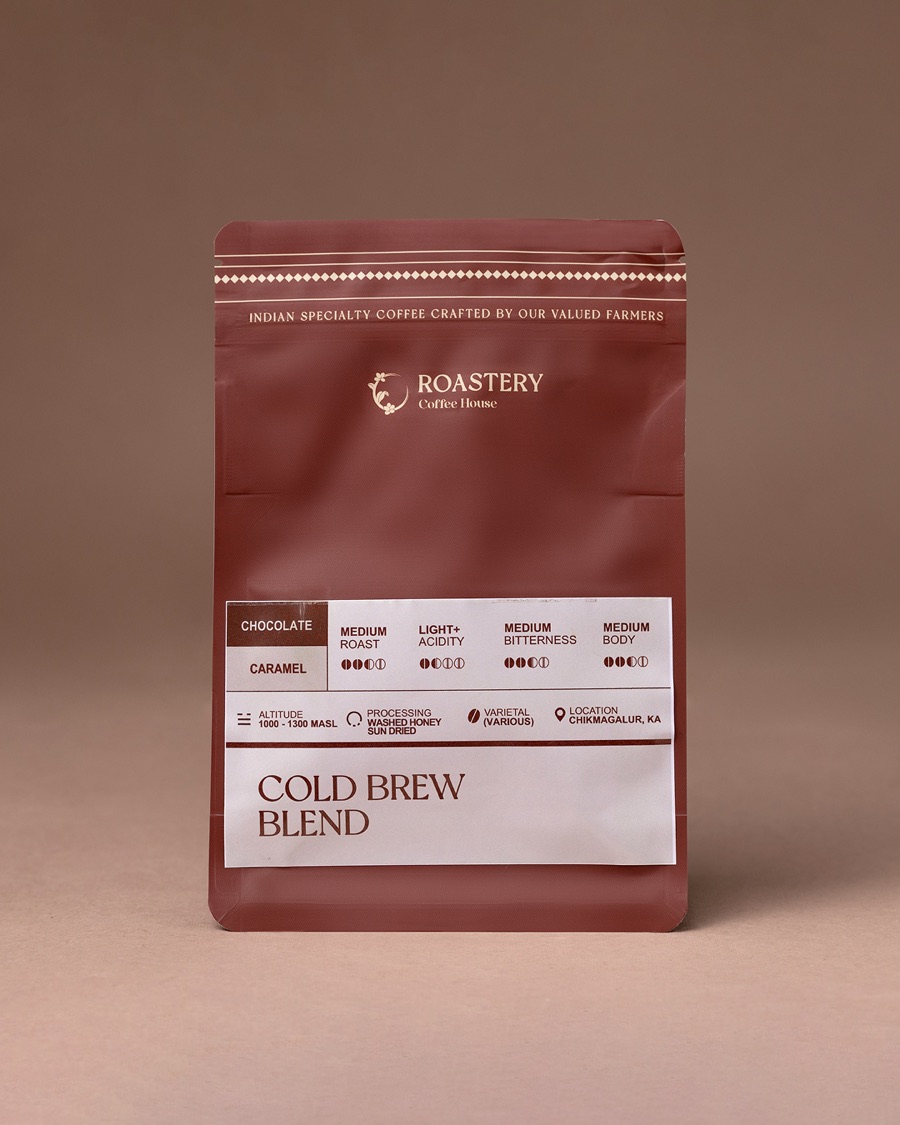 INDIAN SPECIALTY COFFEE CRAFTED BY OUR VALUED FARMERS
ROASTERY
Coffee House
CHOCOLATE
CARAMEL
MEDIUM
ROAST
LIGHT+
ACIDITY
MEDIUM
BITTERNESS
MEDIUM
BODY
ALTITUDE
1000 - 1300 MASL
PROCESSING
WASHED HONEY
SUN DRIED
VARIETAL
(VARIOUS)
LOCATION
CHIKMAGALUR, KA
COLD BREW
BLEND